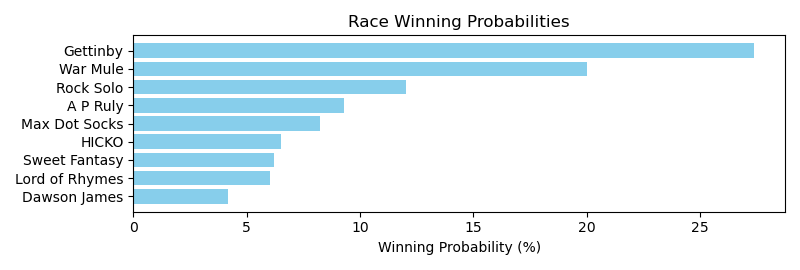 Race Winning Probabilities
Gettinby
War Mule
Rock Solo
A P Ruly
Max Dot Socks
HICKO
Sweet Fantasy
Lord of Rhymes
Dawson James
0 5 10 15 20 25
Winning Probability (%)